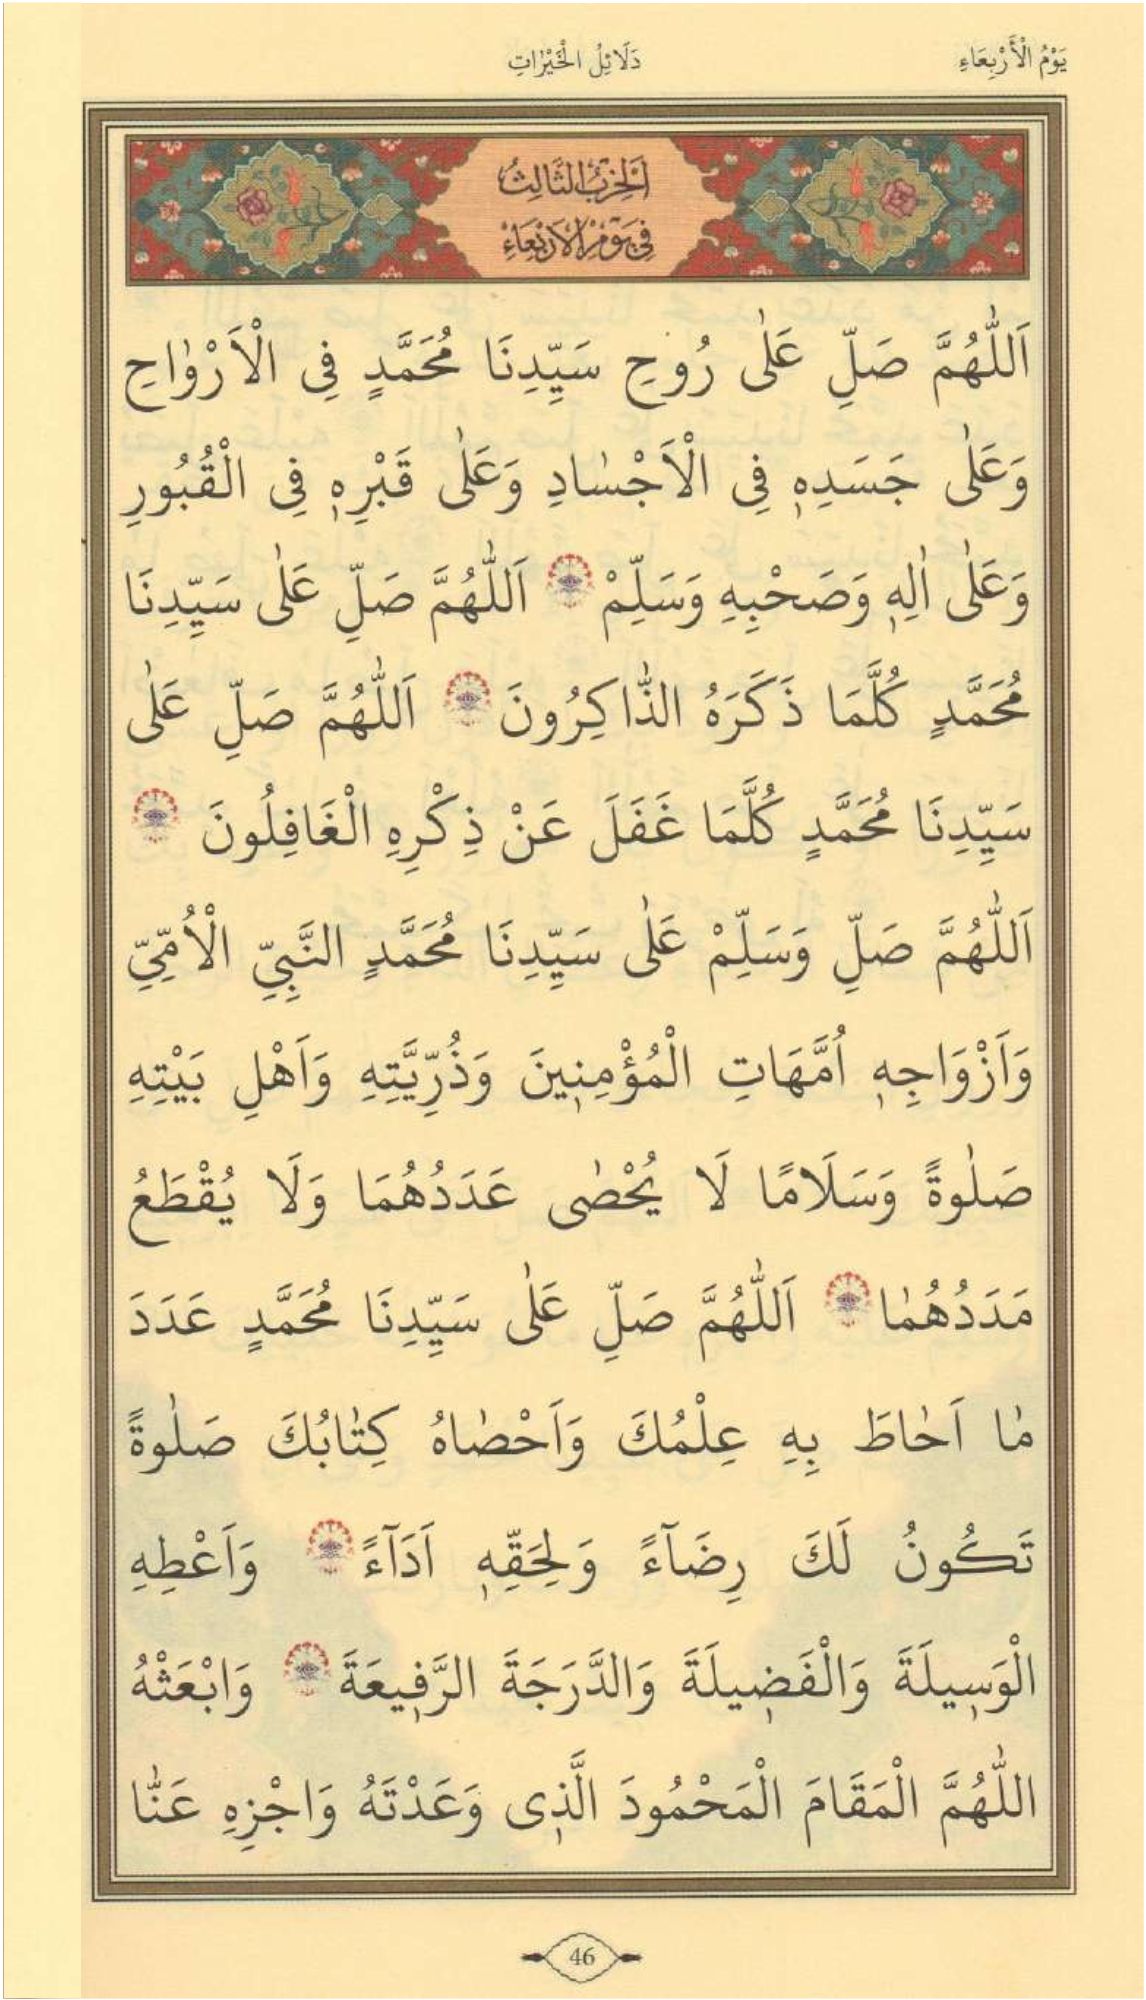 يَوْمُ الْأَرْبِعَاءِ
دَلَائِلُ الْخَيْرَاتِ
اَلْحِزْبُ الثَّالِثُ
فِي يَوْمِ الْاَرْبِعَاءِ
اَللّٰهُمَّ صَلِّ عَلٰى رُوحِ سَيِّدِنَا مُحَمَّدٍ فِى الْاَرْوٰاحِ
وَعَلٰى جَسَدِهٖ فِى الْاَجْسٰادِ وَعَلٰى قَبْرِهٖ فِى الْقُبُورِ
وَعَلٰى اٰلِهٖ وَصَحْبِهِ وَسَلِّمْ اَللّٰهُمَّ صَلِّ عَلٰى سَيِّدِنَا
مُحَمَّدٍ كُلَّمَا ذَكَرَهُ الذّٰاكِرُونَ اَللّٰهُمَّ صَلِّ عَلٰى
سَيِّدِنَا مُحَمَّدٍ كُلَّمَا غَفَلَ عَنْ ذِكْرِهِ الْغَافِلُونَ
اَللّٰهُمَّ صَلِّ وَسَلِّمْ عَلٰى سَيِّدِنَا مُحَمَّدٍ النَّبِيِّ الْاُمِّيِّ
وَاَزْوَاجِهٖ اُمَّهَاتِ الْمُؤْمِنٖينَ وَذُرِّيَّتِهِ وَاَهْلِ بَيْتِهِ
صَلٰوةً وَسَلَامًا لَا يُحْصٰى عَدَدُهُمَا وَلَا يُقْطَعُ
مَدَدُهُمٰا اَللّٰهُمَّ صَلِّ عَلٰى سَيِّدِنَا مُحَمَّدٍ عَدَدَ
مٰا اَحٰاطَ بِهِ عِلْمُكَ وَاَحْصٰاهُ كِتٰابُكَ صَلٰوةً
تَكُونُ لَكَ رِضَآءً وَلِحَقِّهٖ اَدَآءً وَاَعْطِهِ
الْوَسٖيلَةَ وَالْفَضٖيلَةَ وَالدَّرَجَةَ الرَّفٖيعَةَ وَابْعَثْهُ
اللّٰهُمَّ الْمَقَامَ الْمَحْمُودَ الَّذٖى وَعَدْتَهُ وَاجْزِهِ عَنّٰا
46